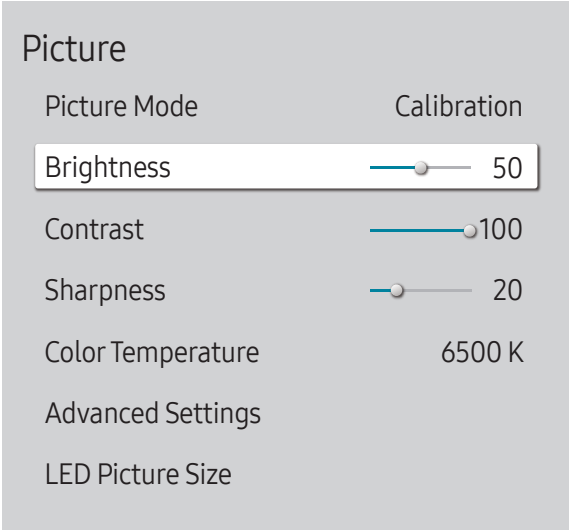 Picture
Picture Mode Calibration
Brightness 50
Contrast 100
Sharpness 20
Color Temperature 6500 K
Advanced Settings
LED Picture Size